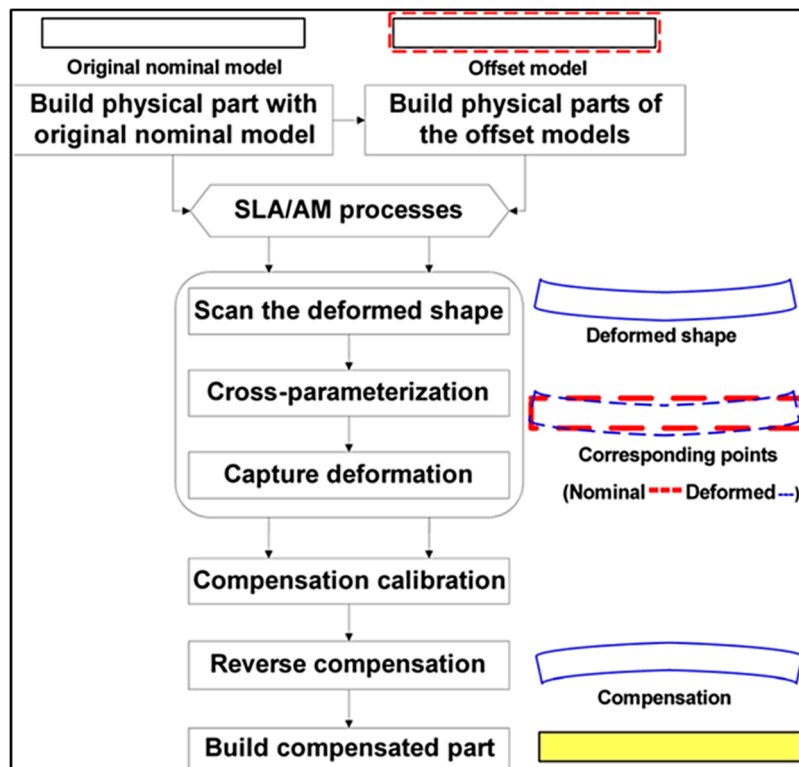 Original nominal model
Offset model
Build physical part with
original nominal model
Build physical parts of
the offset models
SLA/AM processes
Scan the deformed shape
Deformed shape
Cross-parameterization
Corresponding points
Capture deformation
(Nominal Deformed )
Compensation calibration
Reverse compensation
Compensation
Build compensated part